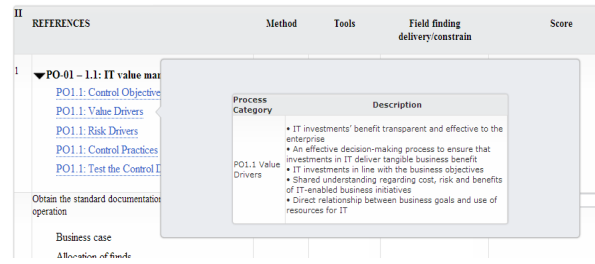 II
REFERENCES Method Tools Field finding Score
delivery/constrain
1 PO-01 – 1.1: IT value mar
PO1.1: Control Objective
PO1.1: Value Drivers
PO1.1: Risk Drivers
PO1.1: Control Practices
PO1.1: Test the Control D
Process
Category
Description
PO1.1 Value
Drivers
• IT investments' benefit transparent and effective to the
enterprise
• An effective decision-making process to ensure that
investments in IT deliver tangible business benefit
• IT investments in line with the business objectives
• Shared understanding regarding cost, risk and benefits
of IT-enabled business initiatives
• Direct relationship between business goals and use of
resources for IT
Obtain the standard documentation
operation
Business case
Allocation of funds